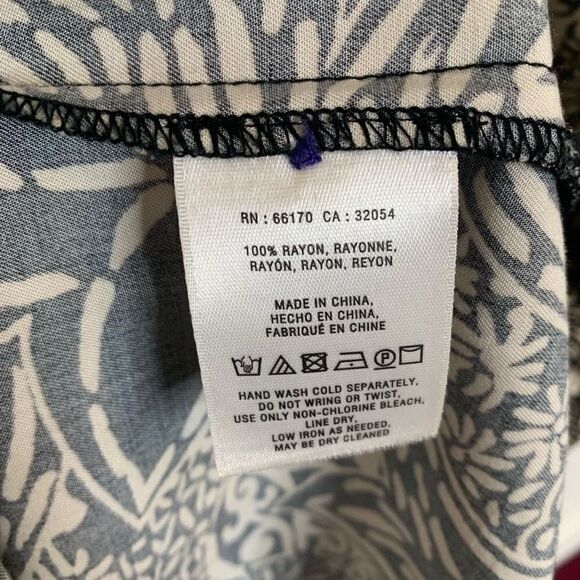 RN : 66170 CA : 32054
100% RAYON, RAYONNE,
RAYÓN, RAYON, REYON
MADE IN CHINA,
HECHO EN CHINA,
FABRIQUÉ EN CHINE
HAND WASH COLD SEPARATELY,
DO NOT WRING OR TWIST,
USE ONLY NON-CHLORINE BLEACH,
LINE DRY,
LOW IRON AS NEEDED,
MAY BE DRY CLEANED